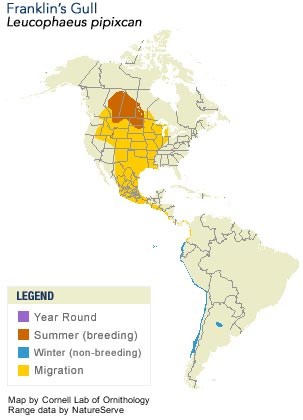 Franklin's Gull
Leucophaeus pipixcan
LEGEND
Year Round
Summer (breeding)
Winter (non-breeding)
Migration
Map by Cornell Lab of Ornithology
Range data by NatureServe